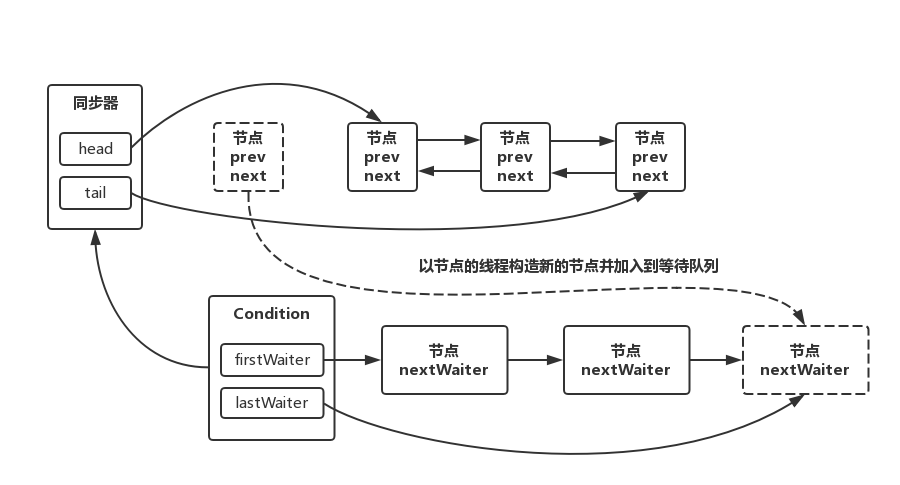 同步器
head
tail
节点
prev
next
节点
prev
next
节点
prev
next
节点
prev
next
以节点的线程构造新的节点并加入到等待队列
Condition
firstWaiter
lastWaiter
节点
nextWaiter
节点
nextWaiter
节点
nextWaiter